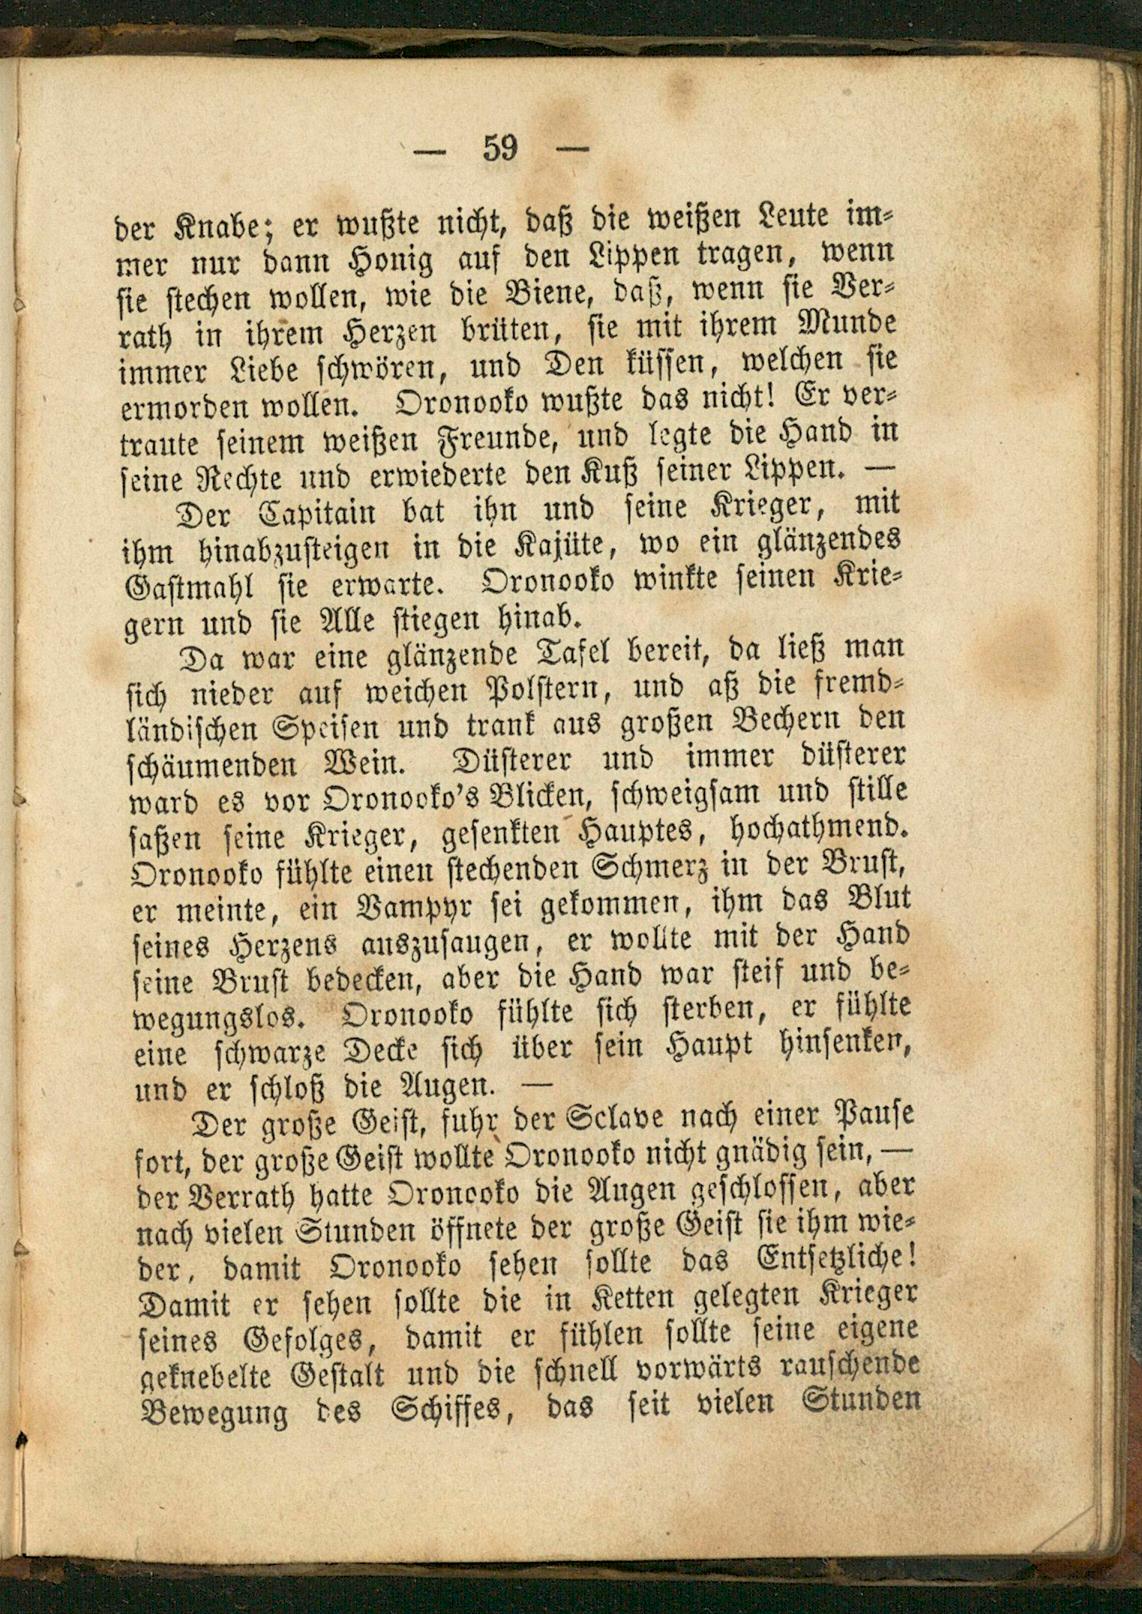 — 59 —
der Knabe; er wußte nicht, daß die weißen Leute im-
mer nur dann Honig auf den Lippen tragen, wenn
sie stechen wollen, wie die Biene, daß, wenn sie Ver-
rath in ihrem Herzen brüten, sie mit ihrem Munde
immer Liebe schwören, und Den küssen, welchen sie
ermorden wollen. Oronooko wußte das nicht! Er ver-
traute seinem weißen Freunde, und legte die Hand in
seine Rechte und erwiederte den Kuß seiner Lippen. —
Der Capitain bat ihn und seine Krieger, mit
ihm hinabzusteigen in die Kajüte, wo ein glänzendes
Gastmahl sie erwarte. Oronooko winkte seinen Krie-
gern und sie Alle stiegen hinab.
Da war eine glänzende Tafel bereit, da ließ man
sich nieder auf weichen Polstern, und aß die fremd-
ländischen Speisen und trank aus großen Bechern den
schäumenden Wein. Düsterer und immer düsterer
ward es vor Oronooko's Blicken, schweigsam und stille
saßen seine Krieger, gesenkten Hauptes, hochathmend.
Oronooko fühlte einen stechenden Schmerz in der Brust,
er meinte, ein Vampyr sei gekommen, ihm das Blut
seines Herzens auszusaugen, er wollte mit der Hand
seine Brust bedecken, aber die Hand war steif und be-
wegungslos. Oronooko fühlte sich sterben, er fühlte
eine schwarze Decke sich über sein Haupt hinsenken,
und er schloß die Augen. —
Der große Geist, fuhr der Sclave nach einer Pause
fort, der große Geist wollte Oronooko nicht gnädig sein, —
der Verrath hatte Oronooko die Augen geschlossen, aber
nach vielen Stunden öffnete der große Geist sie ihm wie-
der, damit Oronooko sehen sollte das Entsetzliche!
Damit er sehen sollte die in Ketten gelegten Krieger
seines Gefolges, damit er fühlen sollte seine eigene
geknebelte Gestalt und die schnell vorwärts rauschende
Bewegung des Schiffes, das seit vielen Stunden